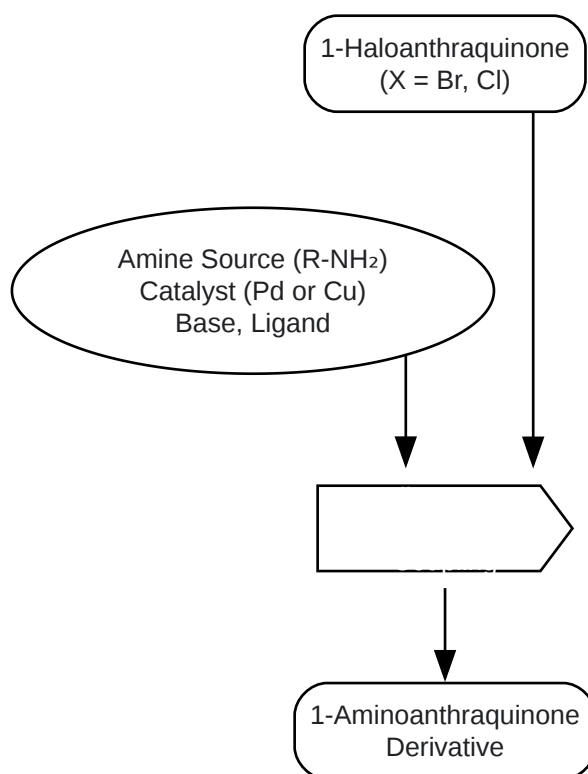 1-Haloanthraquinone
(X = Br, Cl)
Amine Source (R-NH₂)
Catalyst (Pd or Cu)
Base, Ligand
1-Aminoanthraquinone
Derivative